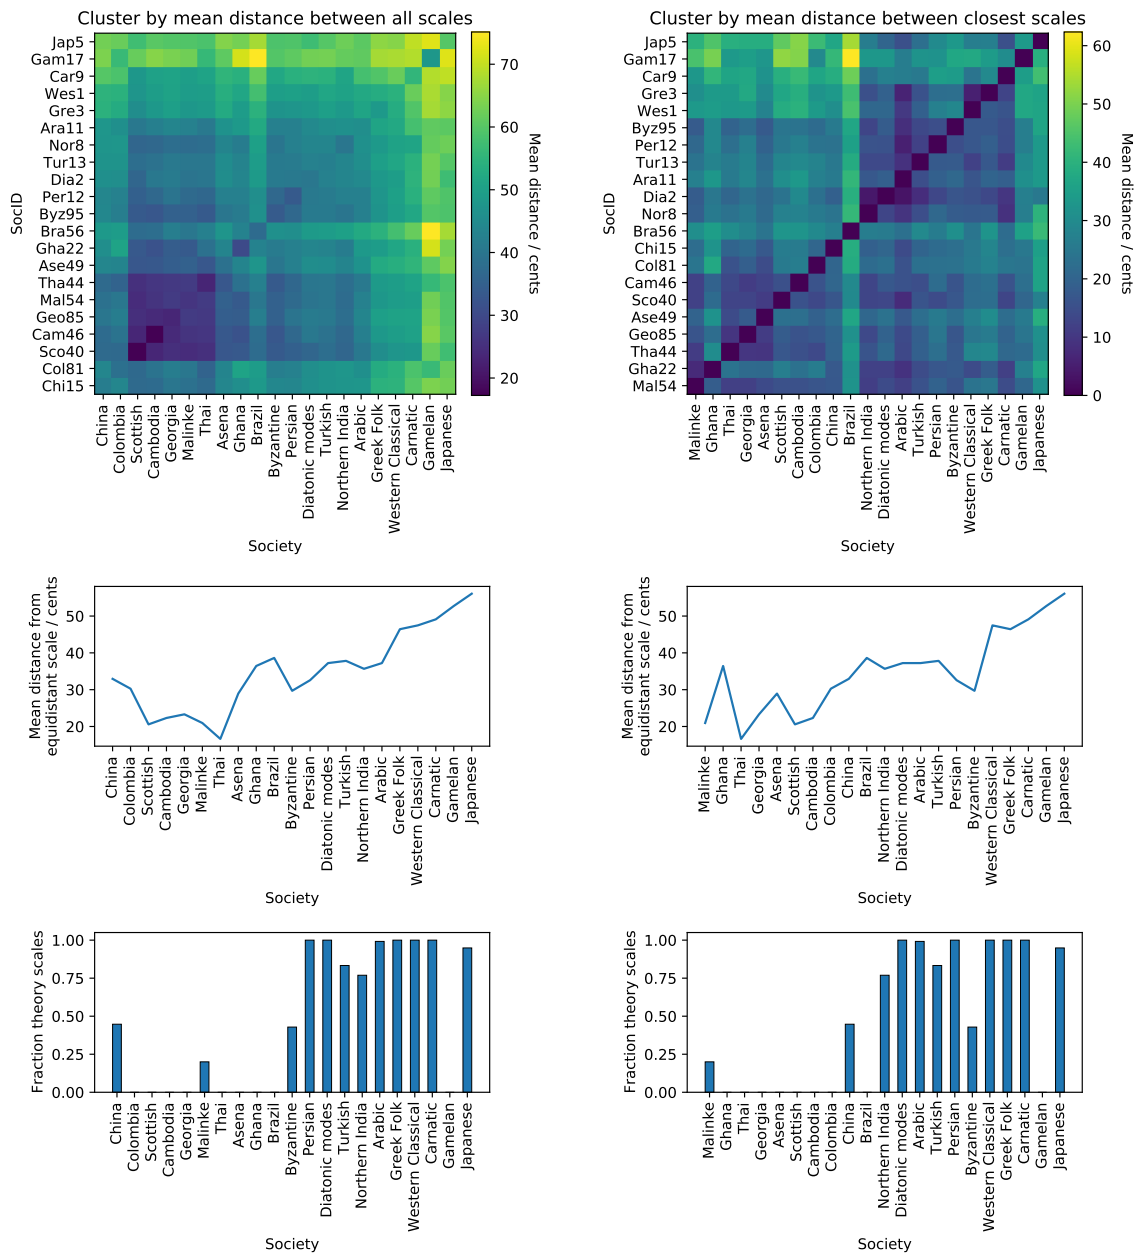 Cluster by mean distance between all scales
Jap5
Gam17
Car9
Wes1
Gre3
Ara11
Nor8
Tur13
Dia2
Per12
Byz95
Bra56
Gha22
Ase49
Tha44
Mal54
Geo85
Cam46
Sco40
Col81
Chi15
SocID
China
Colombia
Scottish
Cambodia
Georgia
Malinke
Thai
Asena
Ghana
Brazil
Byzantine
Persian
Diatonic modes
Turkish
Northern India
Arabic
Greek Folk
Western Classical
Carnatic
Gamelan
Japanese
Society
70
60
50
40
30
20
Mean distance / cents
Cluster by mean distance between closest scales
Jap5
Gam17
Car9
Gre3
Wes1
Byz95
Per12
Tur13
Ara11
Dia2
Nor8
Bra56
Chi15
Col81
Cam46
Sco40
Ase49
Geo85
Tha44
Gha22
Mal54
SocID
Malinke
Ghana
Thai
Georgia
Asena
Scottish
Cambodia
Colombia
China
Brazil
Northern India
Diatonic modes
Arabic
Turkish
Persian
Byzantine
Western Classical
Greek Folk
Carnatic
Gamelan
Japanese
Society
60
50
40
30
20
10
0
Mean distance / cents
Mean distance from
equidistant scale / cents
50
40
30
20
China
Colombia
Scottish
Cambodia
Georgia
Malinke
Thai
Asena
Ghana
Brazil
Byzantine
Persian
Diatonic modes
Turkish
Northern India
Arabic
Greek Folk
Western Classical
Carnatic
Gamelan
Japanese
Society
Mean distance from
equidistant scale / cents
50
40
30
20
Malinke
Ghana
Thai
Georgia
Asena
Scottish
Cambodia
Colombia
China
Brazil
Northern India
Diatonic modes
Arabic
Turkish
Persian
Byzantine
Western Classical
Greek Folk
Carnatic
Gamelan
Japanese
Society
Fraction theory scales
1.00
0.75
0.50
0.25
0.00
China
Colombia
Scottish
Cambodia
Georgia
Malinke
Thai
Asena
Ghana
Brazil
Byzantine
Persian
Diatonic modes
Turkish
Northern India
Arabic
Greek Folk
Western Classical
Carnatic
Gamelan
Japanese
Society
Fraction theory scales
1.00
0.75
0.50
0.25
0.00
Malinke
Ghana
Thai
Georgia
Asena
Scottish
Cambodia
Colombia
China
Brazil
Northern India
Diatonic modes
Arabic
Turkish
Persian
Byzantine
Western Classical
Greek Folk
Carnatic
Gamelan
Japanese
Society